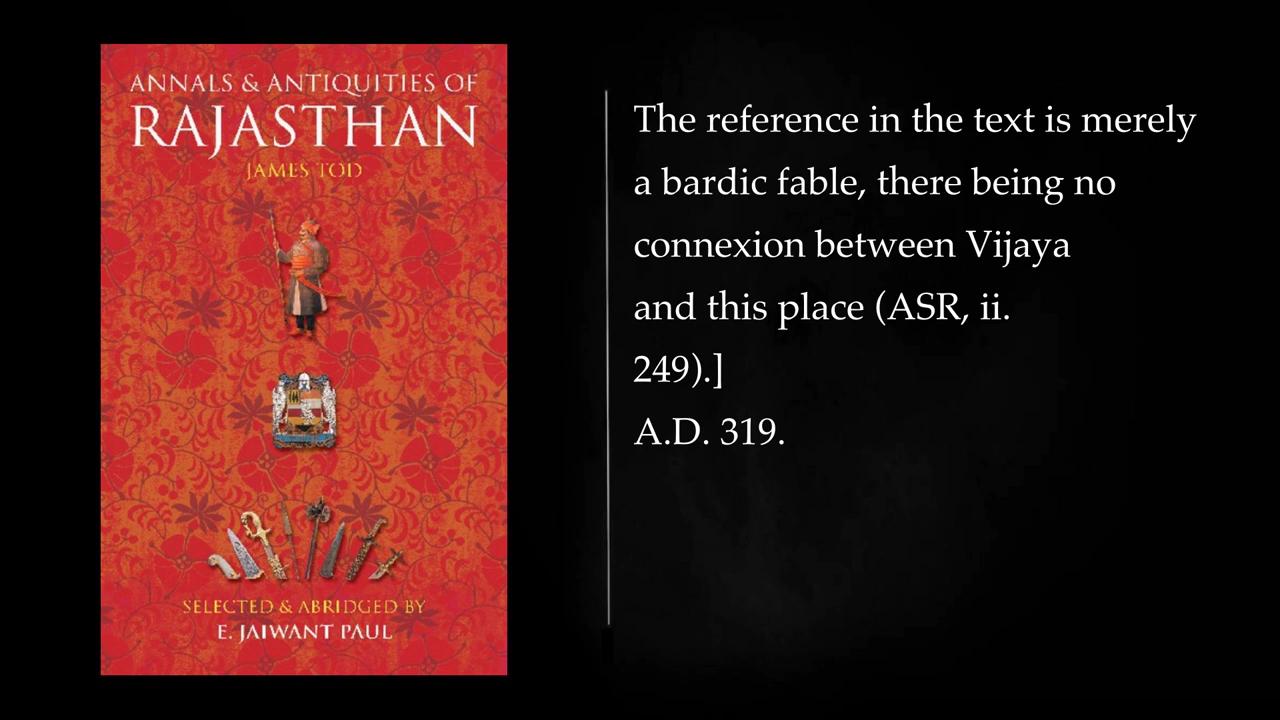 ANNALS & ANTIQUITIES OF
RAJASTHAN
JAMES TOD
SELECTED & ABRIDGED BY
E. JAIWANT PAUL
The reference in the text is merely
a bardic fable, there being no
connexion between Vijaya
and this place (ASR, ii.
249).]
A.D. 319.